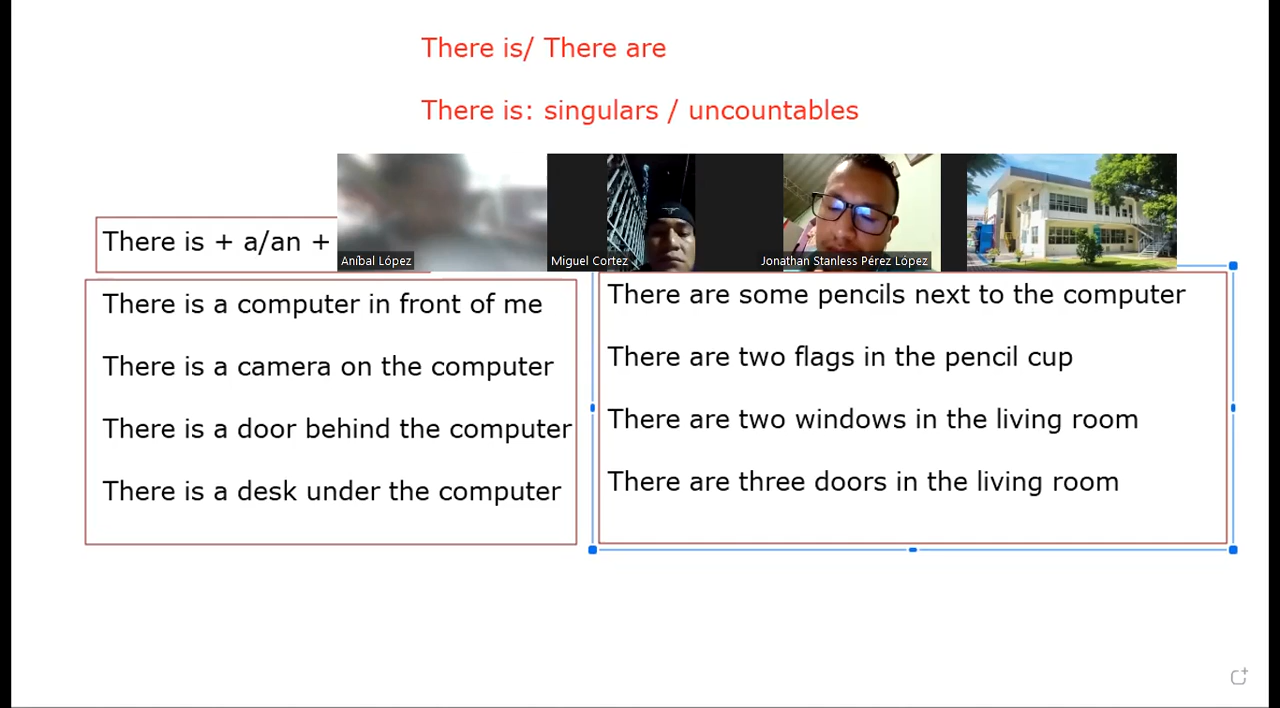 There is/ There are
There is: singulars / uncountables
There is + a/an +
Aníbal López
Miguel Cortez
Jonathan Stanless Pérez López
There is a computer in front of me
There is a camera on the computer
There is a door behind the computer
There is a desk under the computer
There are some pencils next to the computer
There are two flags in the pencil cup
There are two windows in the living room
There are three doors in the living room